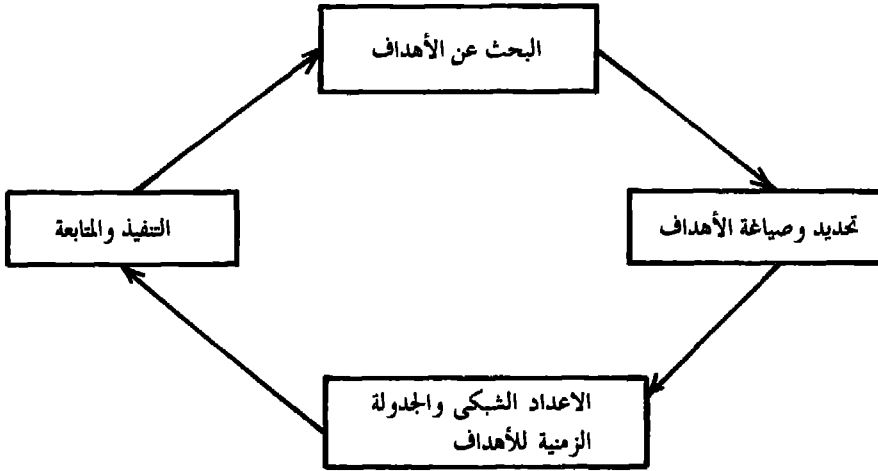 البحث عن الأهداف
تحديد وصياغة الأهداف
الاعداد الشبكى والجدولة
الزمنية للأهداف
التنفيذ والمتابعة